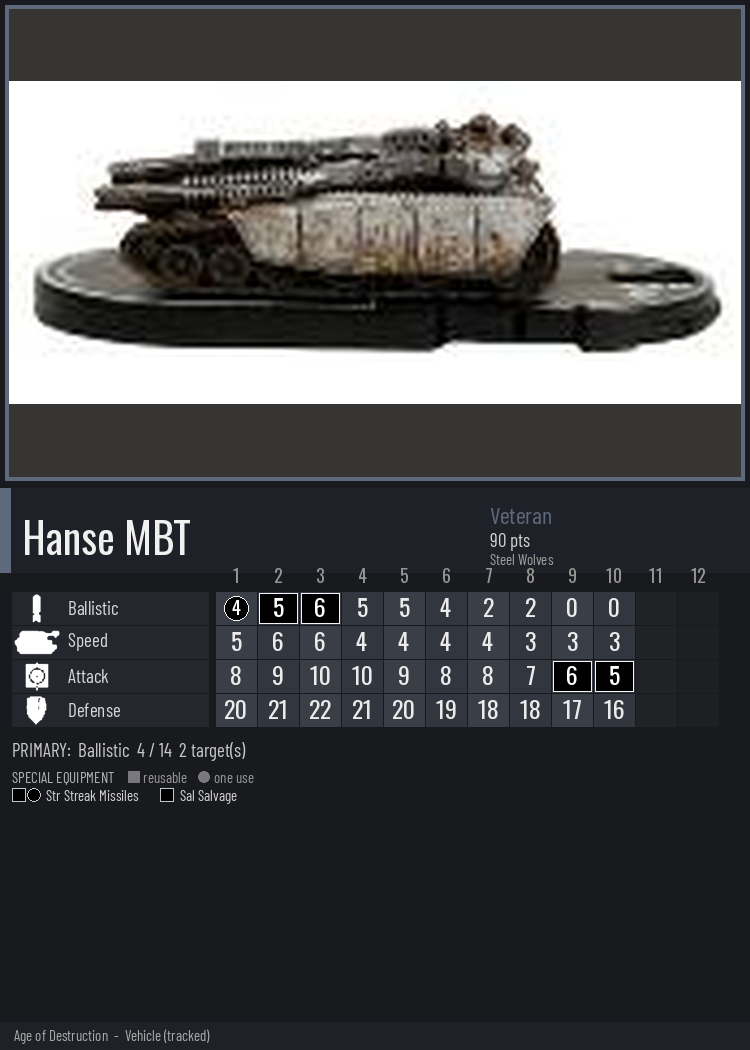 Hanse MBT
Veteran
90 pts
Steel Wolves
1 2 3 4 5 6 7 8 9 10 11 12
Ballistic 4 5 6 5 5 4 2 2 0 0
Speed 5 6 6 4 4 4 4 3 3 3
Attack 8 9 10 10 9 8 8 7 6 5
Defense 20 21 22 21 20 19 18 18 17 16
PRIMARY: Ballistic 4 / 14 2 target(s)
SPECIAL EQUIPMENT reusable one use
Str Streak Missiles Sal Salvage
Age of Destruction - Vehicle (tracked)